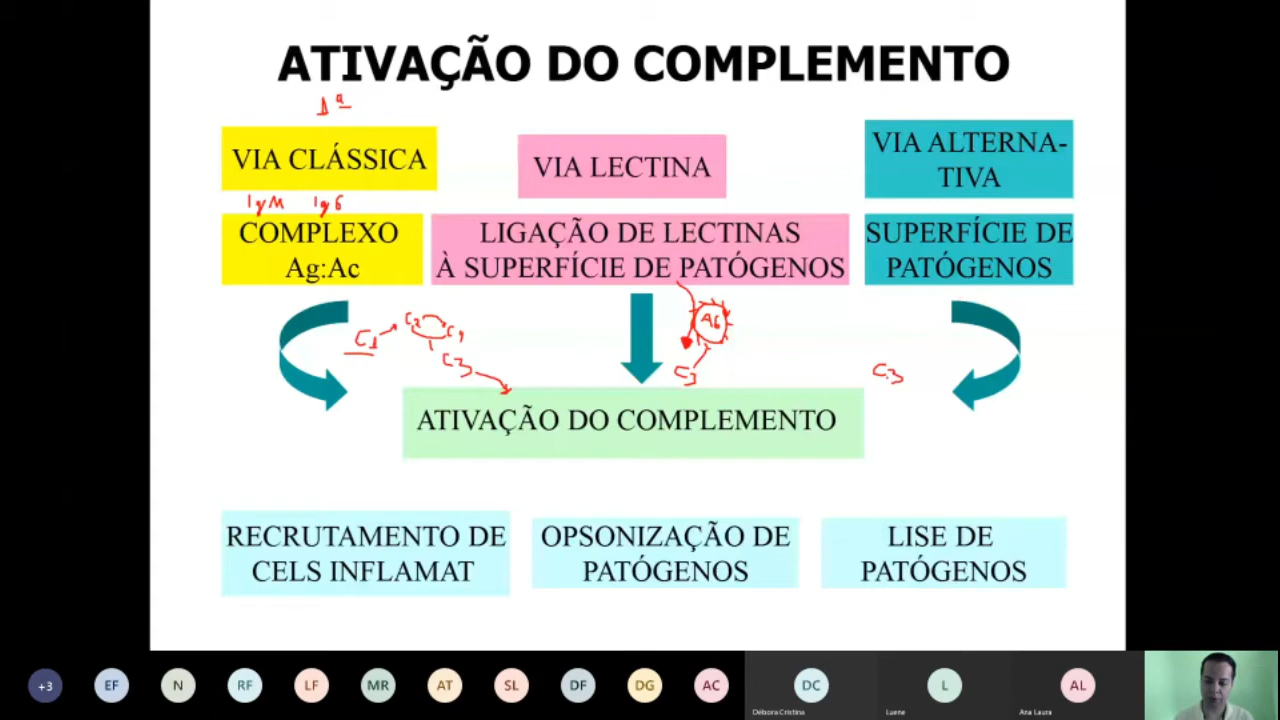 ATIVAÇÃO DO COMPLEMENTO
1ª
VIA CLÁSSICA
VIA LECTINA
VIA ALTERNA-
TIVA
IgM IgG
COMPLEXO
Ag:Ac
LIGAÇÃO DE LECTINAS
À SUPERFÍCIE DE PATÓGENOS
SUPERFÍCIE DE
PATÓGENOS
C1
C2 C4
C3
Ag
C3
C3
ATIVAÇÃO DO COMPLEMENTO
RECRUTAMENTO DE
CELS INFLAMAT
OPSONIZAÇÃO DE
PATÓGENOS
LISE DE
PATÓGENOS
+3 EF N RF LF MR AT SL DF DG AC DC L AL
Débora Cristina Luene Ana Laura